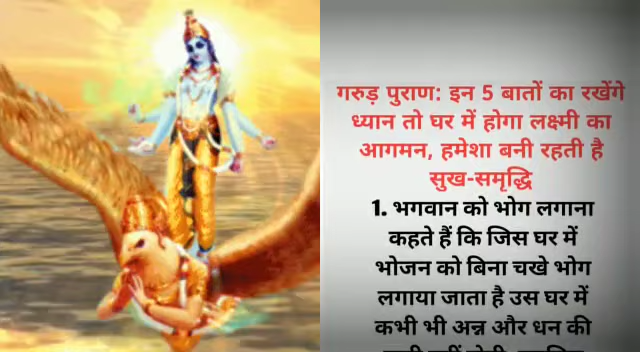 गरुड़ पुराण: इन 5 बातों का रखेंगे
ध्यान तो घर में होगा लक्ष्मी का
आगमन, हमेशा बनी रहती है
सुख-समृद्धि
1. भगवान को भोग लगाना
कहते हैं कि जिस घर में
भोजन को बिना चखे भोग
लगाया जाता है उस घर में
कभी भी अन्न और धन की